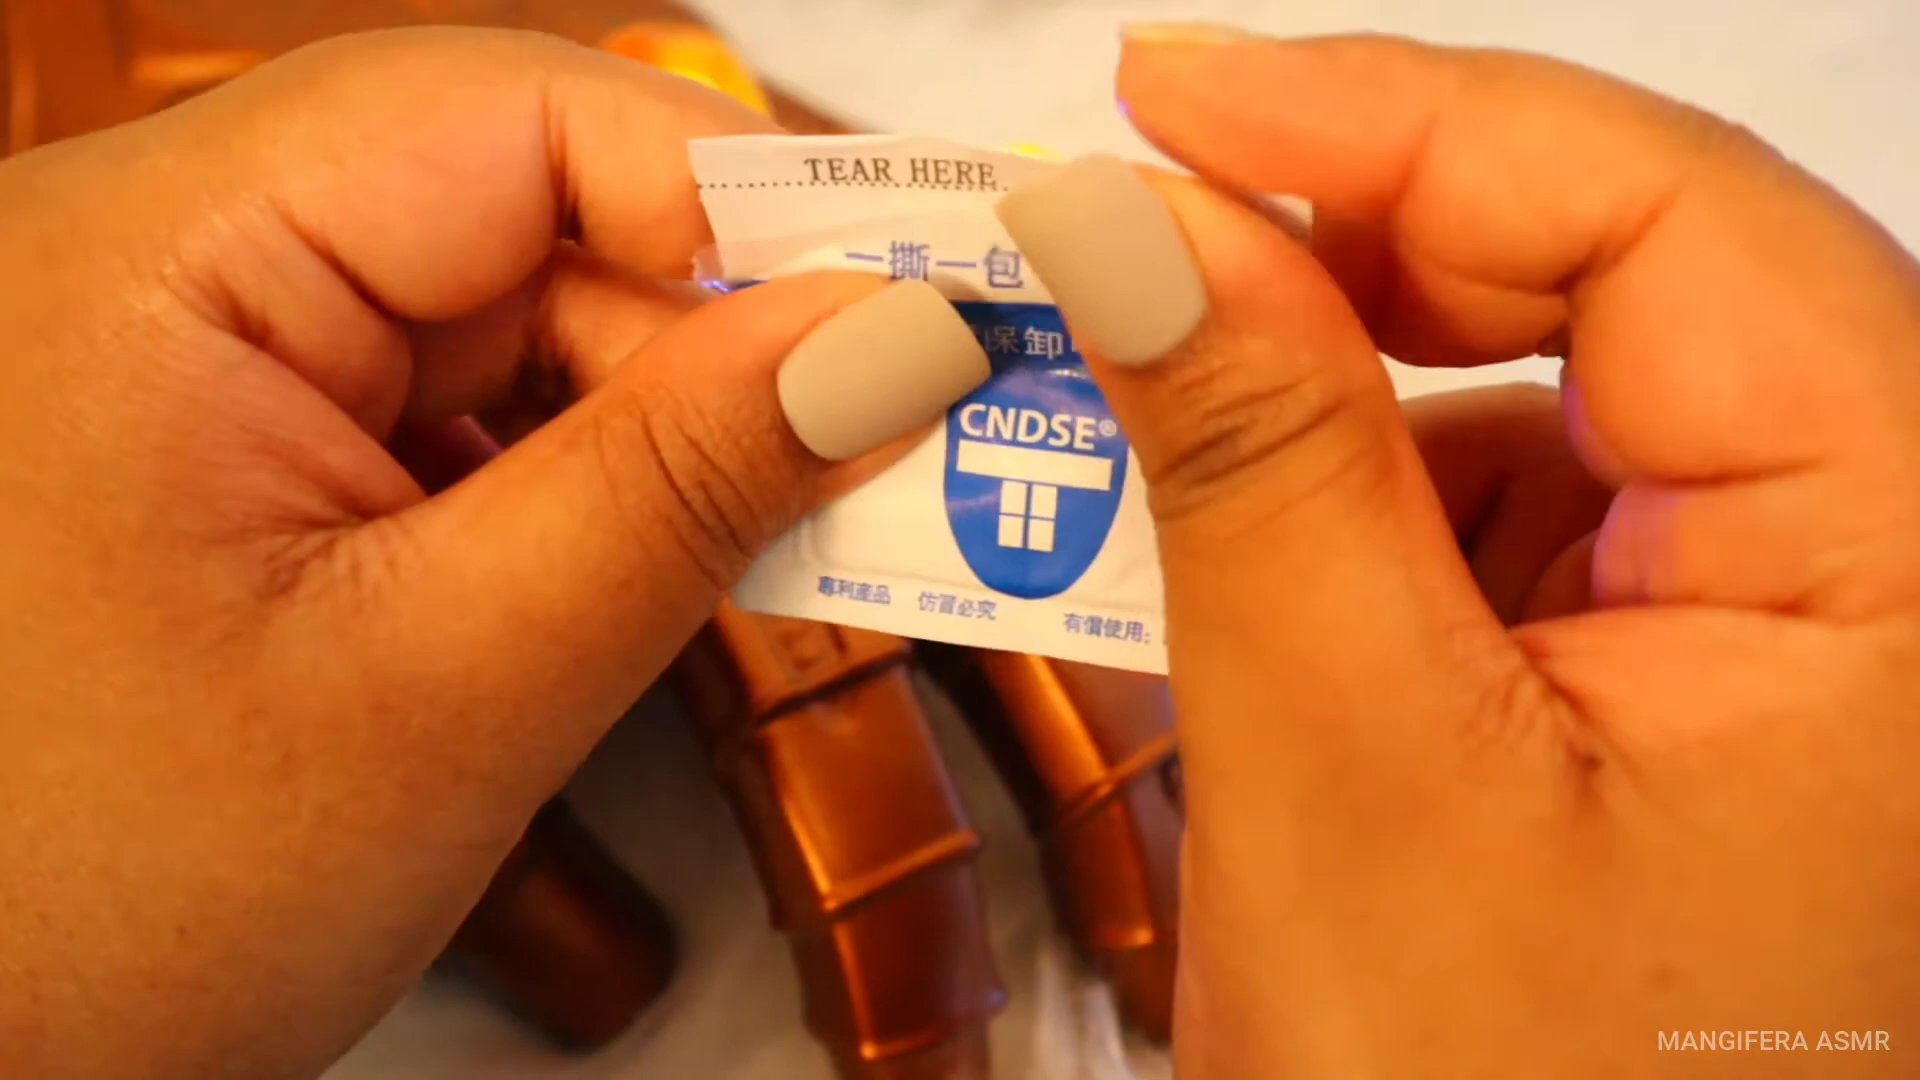 TEAR HERE
一撕一包
保卸
CNDSE®
專利産品 仿冒必究 有償使用:
MANGIFERA ASMR